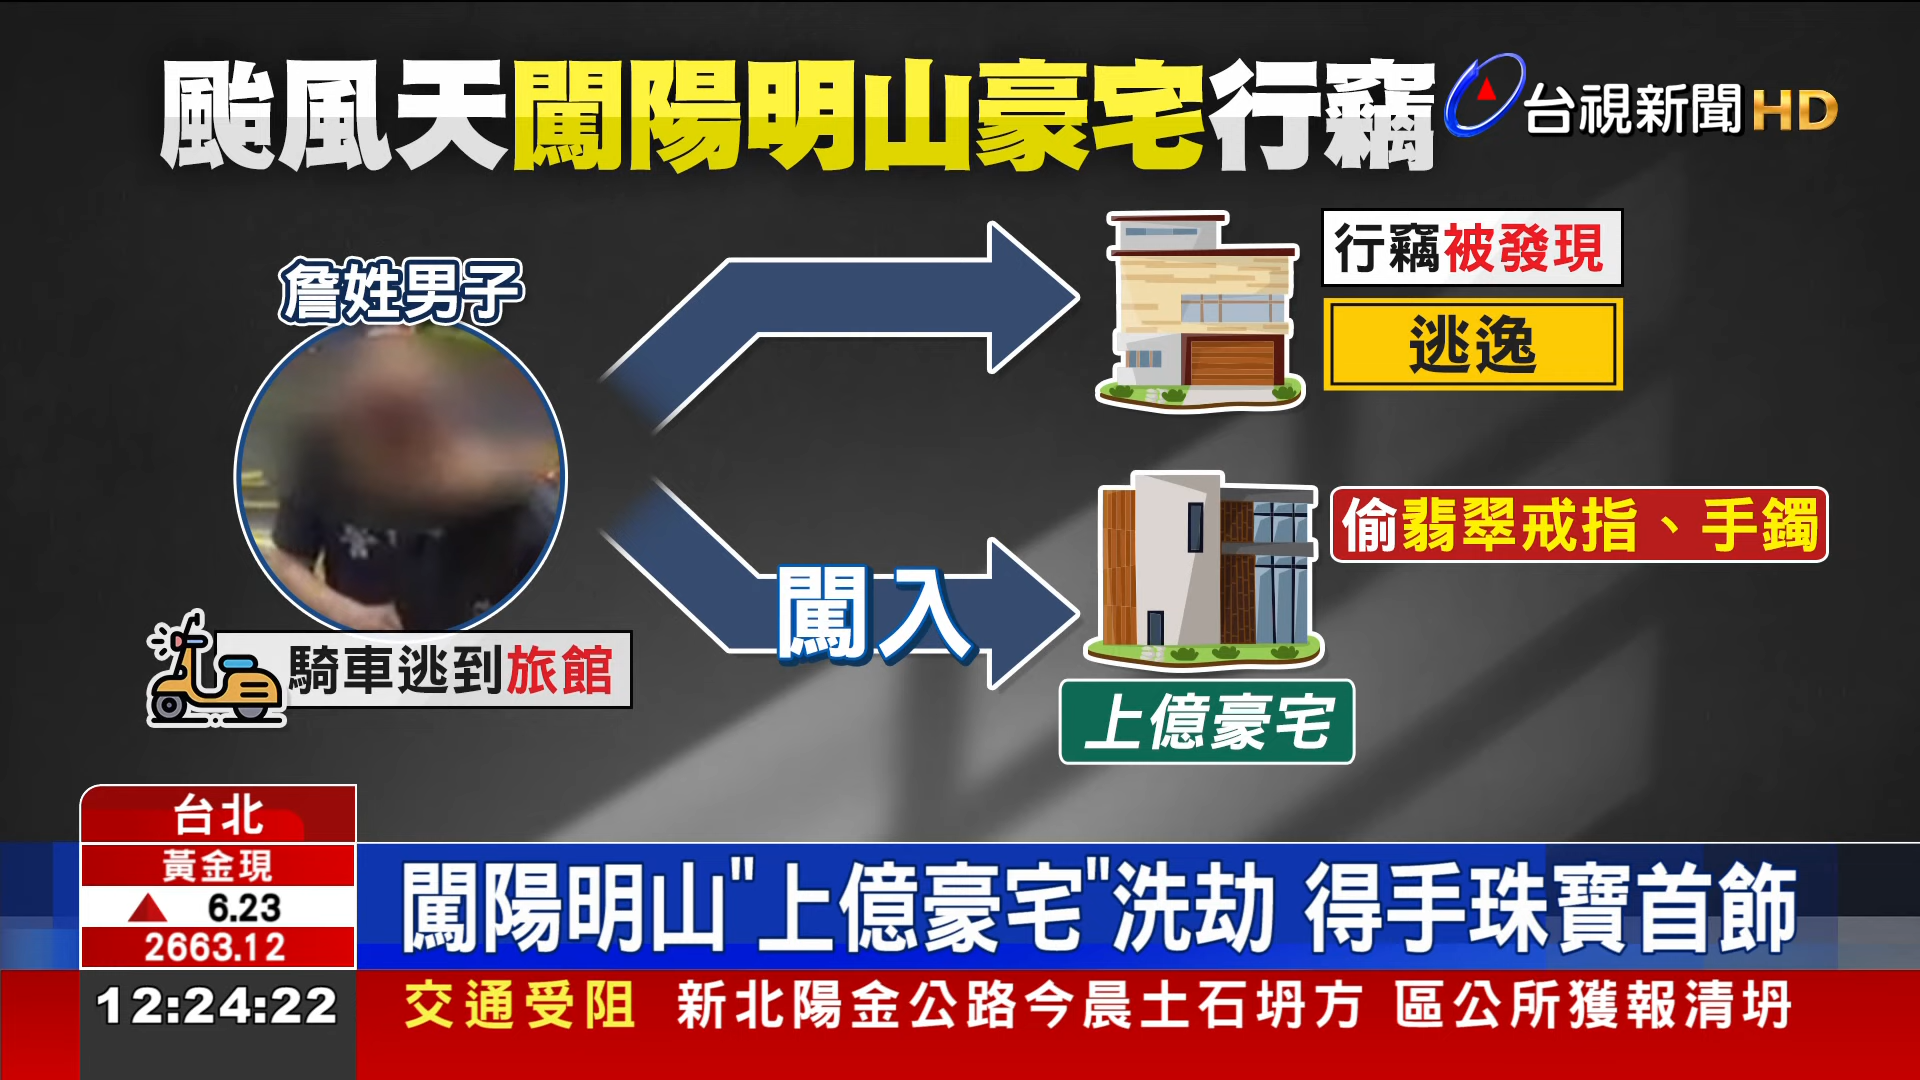 颱風天闖陽明山豪宅行竊
台視新聞HD
詹姓男子
行竊被發現
逃逸
偷翡翠戒指、手鐲
闖入
騎車逃到旅館
上億豪宅
台北
黃金現
▲ 6.23
2663.12
闖陽明山"上億豪宅"洗劫 得手珠寶首飾
12:24:22
交通受阻 新北陽金公路今晨土石坍方 區公所獲報清坍